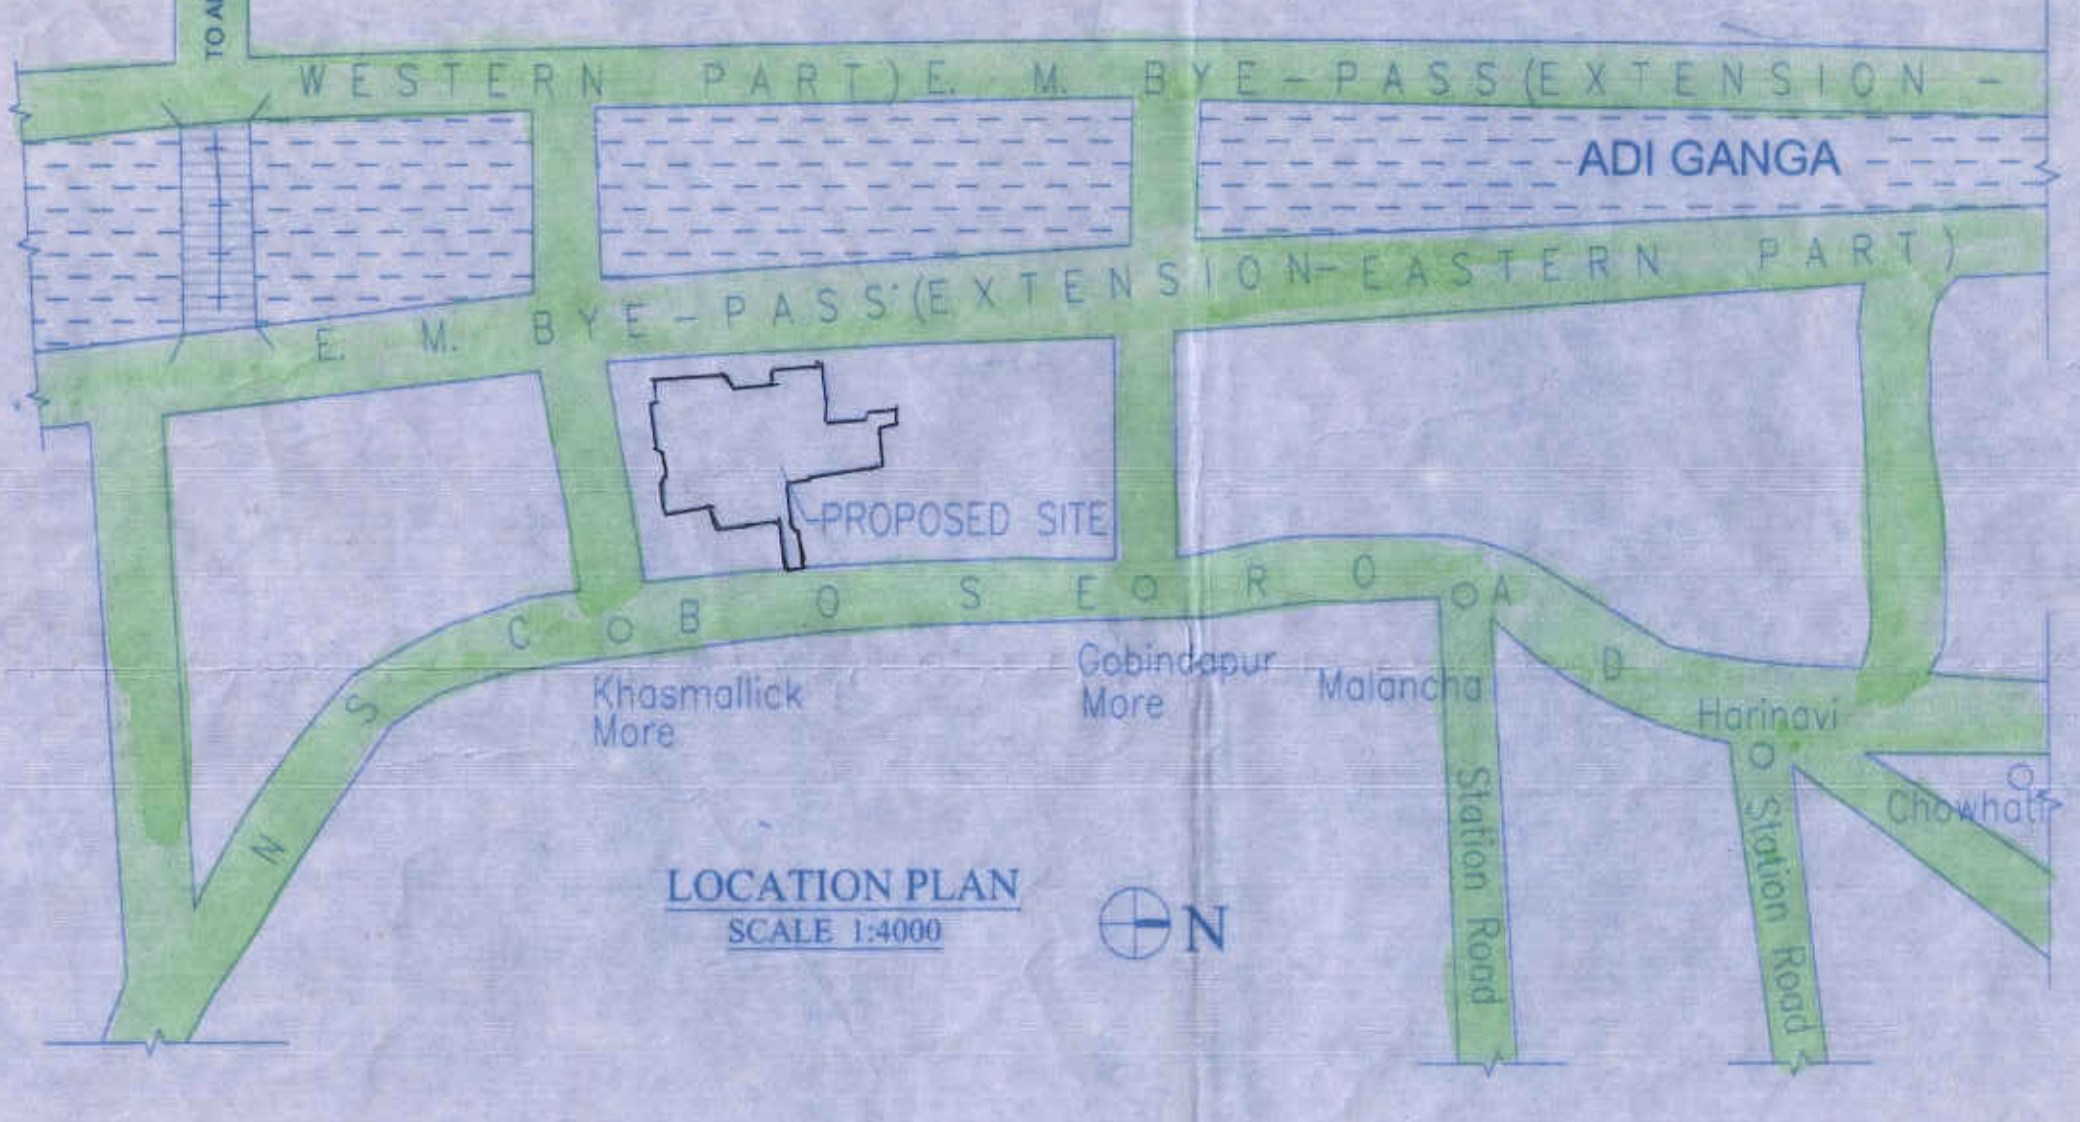 WESTERN PART) E. M. BYE-PASS (EXTENSION -
ADI GANGA
E. M. BYE-PASS (EXTENSION-EASTERN PART)
PROPOSED SITE
N S C BOSE ROAD
Khasmallick
More
Gobindapur
More
Malancha
Harinavi
Station Road
Station Road
LOCATION PLAN
SCALE 1:4000
N